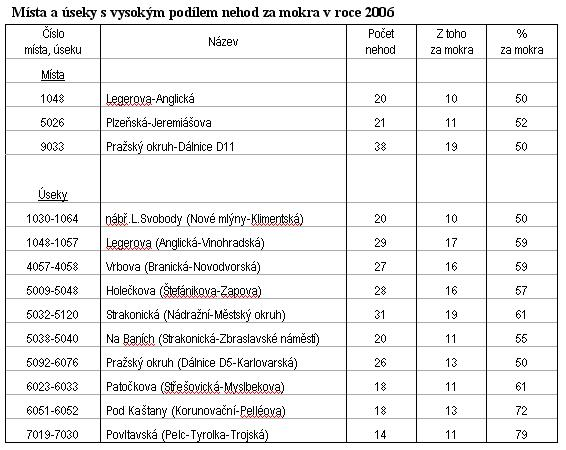 Místa a úseky s vysokým podílem nehod za mokra v roce 2006
Číslo místa, úseku Název Počet nehod Z toho za mokra % za mokra
Místa
1048 Legerova-Anglická 20 10 50
5026 Plzeňská-Jeremiášova 21 11 52
9033 Pražský okruh-Dálnice D11 38 19 50
Úseky
1030-1064 nábř.L.Svobody (Nové mlýny-Klimentská) 20 10 50
1048-1057 Legerova (Anglická-Vinohradská) 29 17 59
4057-4058 Vrbova (Branická-Novodvorská) 27 16 59
5009-5048 Holečkova (Štefánikova-Zapova) 28 16 57
5032-5120 Strakonická (Nádražní-Městský okruh) 31 19 61
5038-5040 Na Baních (Strakonická-Zbraslavské náměstí) 20 11 55
5092-6076 Pražský okruh (Dálnice D5-Karlovarská) 26 13 50
6023-6033 Patočkova (Střešovická-Myslbekova) 18 11 61
6051-6052 Pod Kaštany (Korunovační-Pelléova) 18 13 72
7019-7030 Povltavská (Pelc-Tyrolka-Trojská) 14 11 79